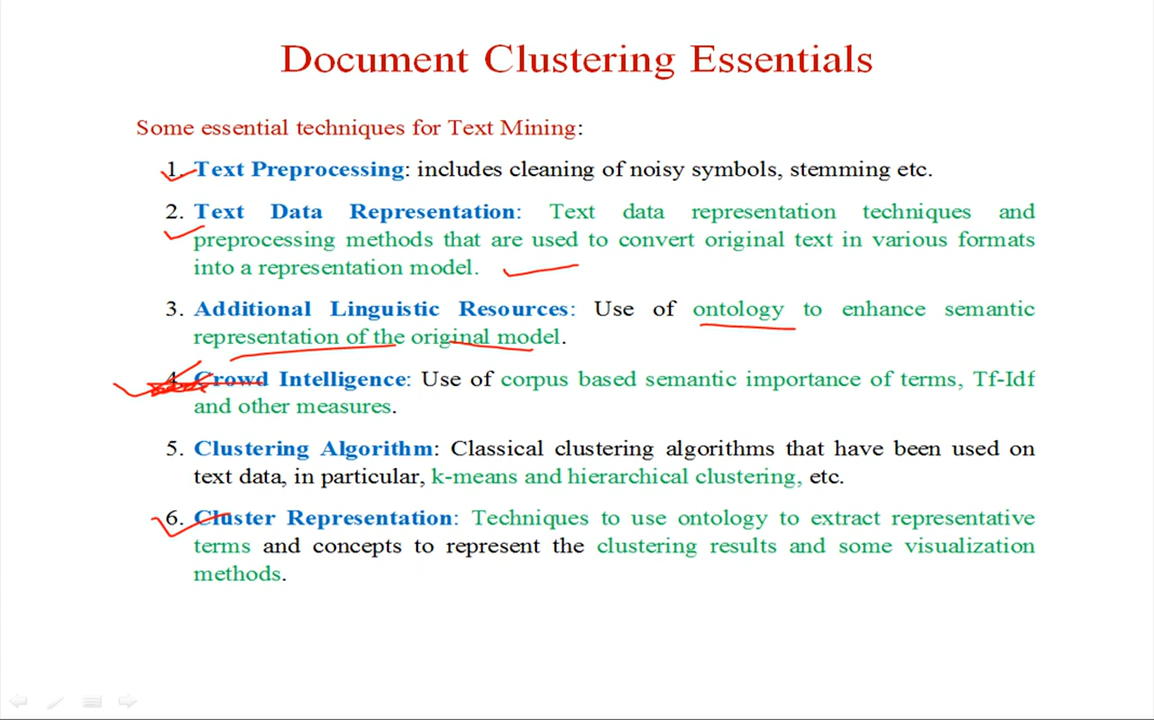 Document Clustering Essentials
Some essential techniques for Text Mining:
1. Text Preprocessing: includes cleaning of noisy symbols, stemming etc.
2. Text Data Representation: Text data representation techniques and
preprocessing methods that are used to convert original text in various formats
into a representation model.
3. Additional Linguistic Resources: Use of ontology to enhance semantic
representation of the original model.
4. Crowd Intelligence: Use of corpus based semantic importance of terms, Tf-Idf
and other measures.
5. Clustering Algorithm: Classical clustering algorithms that have been used on
text data, in particular, k-means and hierarchical clustering, etc.
6. Cluster Representation: Techniques to use ontology to extract representative
terms and concepts to represent the clustering results and some visualization
methods.